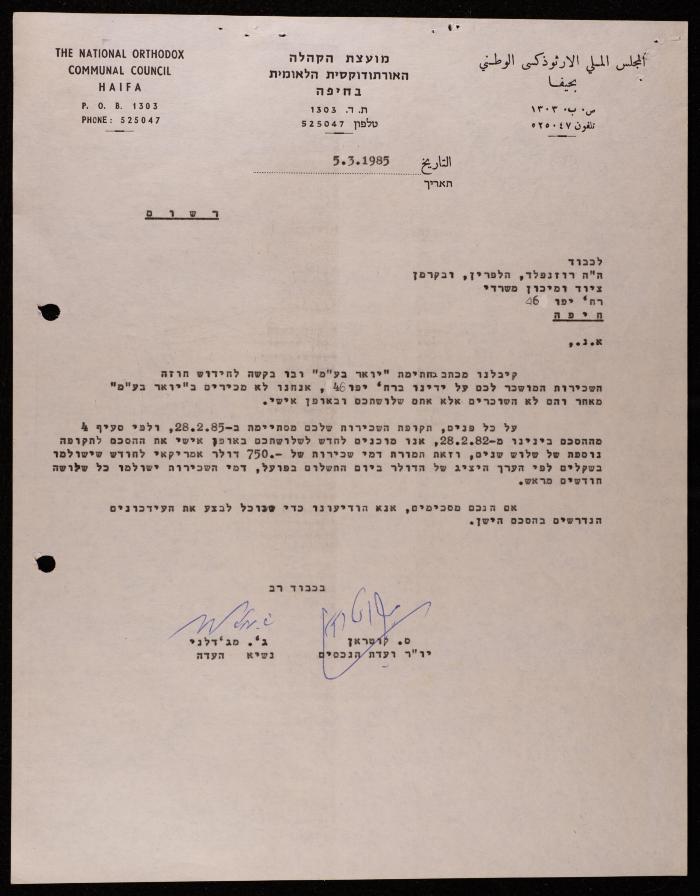 THE NATIONAL ORTHODOX
COMMUNAL COUNCIL
HAIFA
P. O. B. 1303
PHONE: 525047
מועצת הקהלה
האורתודוקסית הלאומית
בחיפה
ת. ד. 1303
טלפון 525047
المجلس الملي الارثوذكسي الوطني
بحيفا
ص. ب. ١٣٠٣
تلفون ٥٢٥٠٤٧
التاريخ 5.3.1985
תאריך
רשום
לכבוד
ה"ה רוזנפלד, הלפרין, ובקרמן
ציוד ומיכון משרדי
רח' יפו 46
חיפה
א.נ.,
קיבלנו מכתב בחתימת "יואר בע"מ" ובו בקשה לחידוש חוזה
השכירות המושכר לכם על ידינו ברח' יפו 46, אנחנו לא מכירים ב"יואר בע"מ"
מאחר והם לא השוכרים אלא אתם שלושתכם ובאופן אישי.
על כל פנים, תקופת השכירות שלכם מסתיימת ב-28.2.85, ולפי סעיף 4
מההסכם בינינו מ-28.2.82, אנו מוכנים לחדש לשלושתכם באופן אישי את ההסכם לתקופה
נוספת של שלוש שנים, וזאת תמורת דמי שכירות של -.750 דולר אמריקאי לחודש שישולמו
בשקלים לפי הערך היציג של הדולר ביום התשלום בפועל, דמי השכירות ישולמו כל שלושה
חודשים מראש.
אם הנכם מסכימים, אנא הודיעונו כדי שנוכל לבצע את העידכונים
הנדרשים בהסכם הישן.
בכבוד רב
ס. קוטראן
יו"ר ועדת הנכסים
ג'. מג'דלני
נשיא העדה